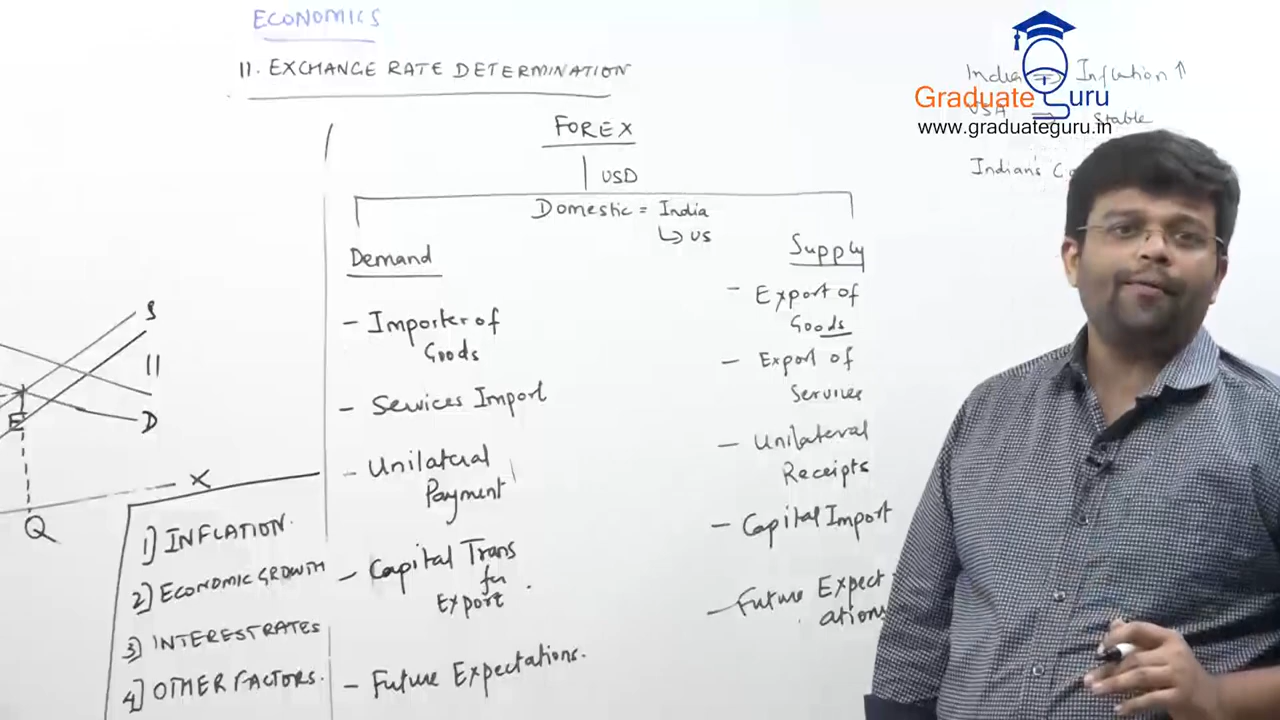 ECONOMICS
11. EXCHANGE RATE DETERMINATION
FOREX
USD
Domestic = India
↳ US
Demand
- Importer of
Goods
- Services Import
- Unilateral
Payment
- Capital Trans
for
Export
- Future Expectations.
Supply
- Export of
Goods
- Export of
Services
- Unilateral
Receipts
- Capital Import
- Future Expect
ations
S
D
E
X
Q
1] INFLATION.
2] ECONOMIC GROWTH
3] INTEREST RATES
4] OTHER FACTORS.
India ⇒ Inflation ↑
USA ⇒ Stable
Indian's
Graduate Guru
www.graduateguru.in